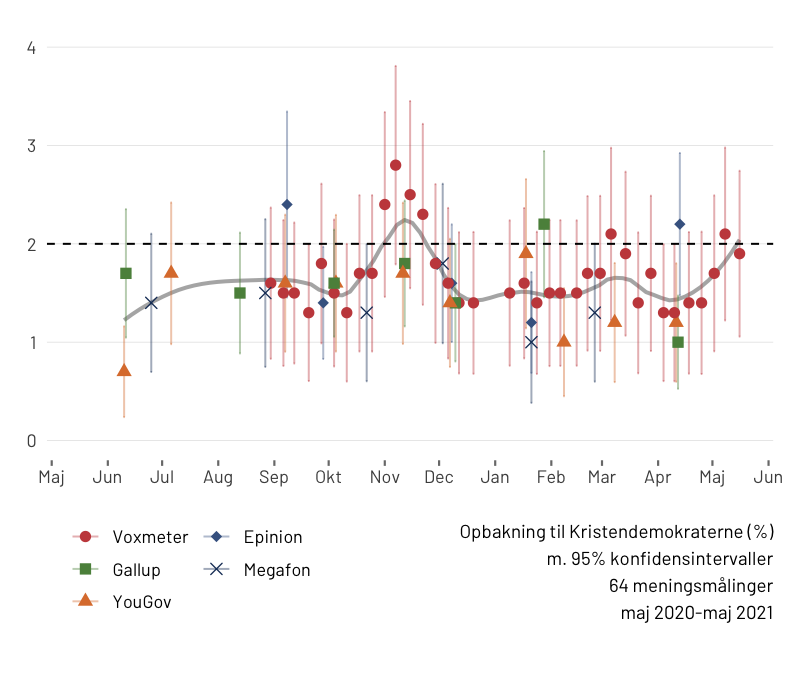 4
3
2
1
0
Maj Jun Jul Aug Sep Okt Nov Dec Jan Feb Mar Apr Maj Jun
Voxmeter Epinion
Gallup Megafon
YouGov
Opbakning til Kristendemokraterne (%)
m. 95% konfidensintervaller
64 meningsmålinger
maj 2020-maj 2021